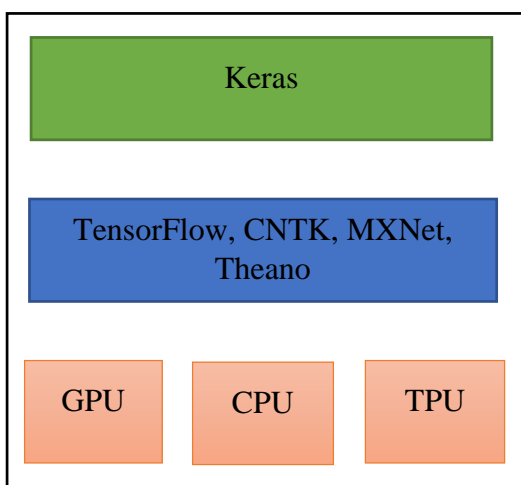 Keras
TensorFlow, CNTK, MXNet,
Theano
GPU
CPU
TPU